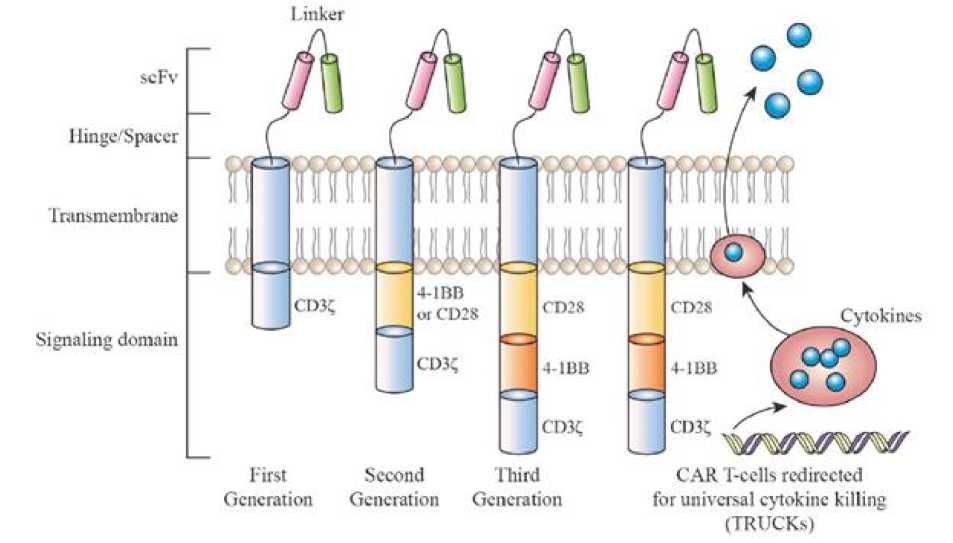 Linker
scFv
Hinge/Spacer
Transmembrane
Signaling domain
CD3ζ
4-1BB
or CD28
CD3ζ
CD28
4-1BB
CD3ζ
CD28
4-1BB
CD3ζ
Cytokines
First
Generation
Second
Generation
Third
Generation
CAR T-cells redirected
for universal cytokine killing
(TRUCKs)